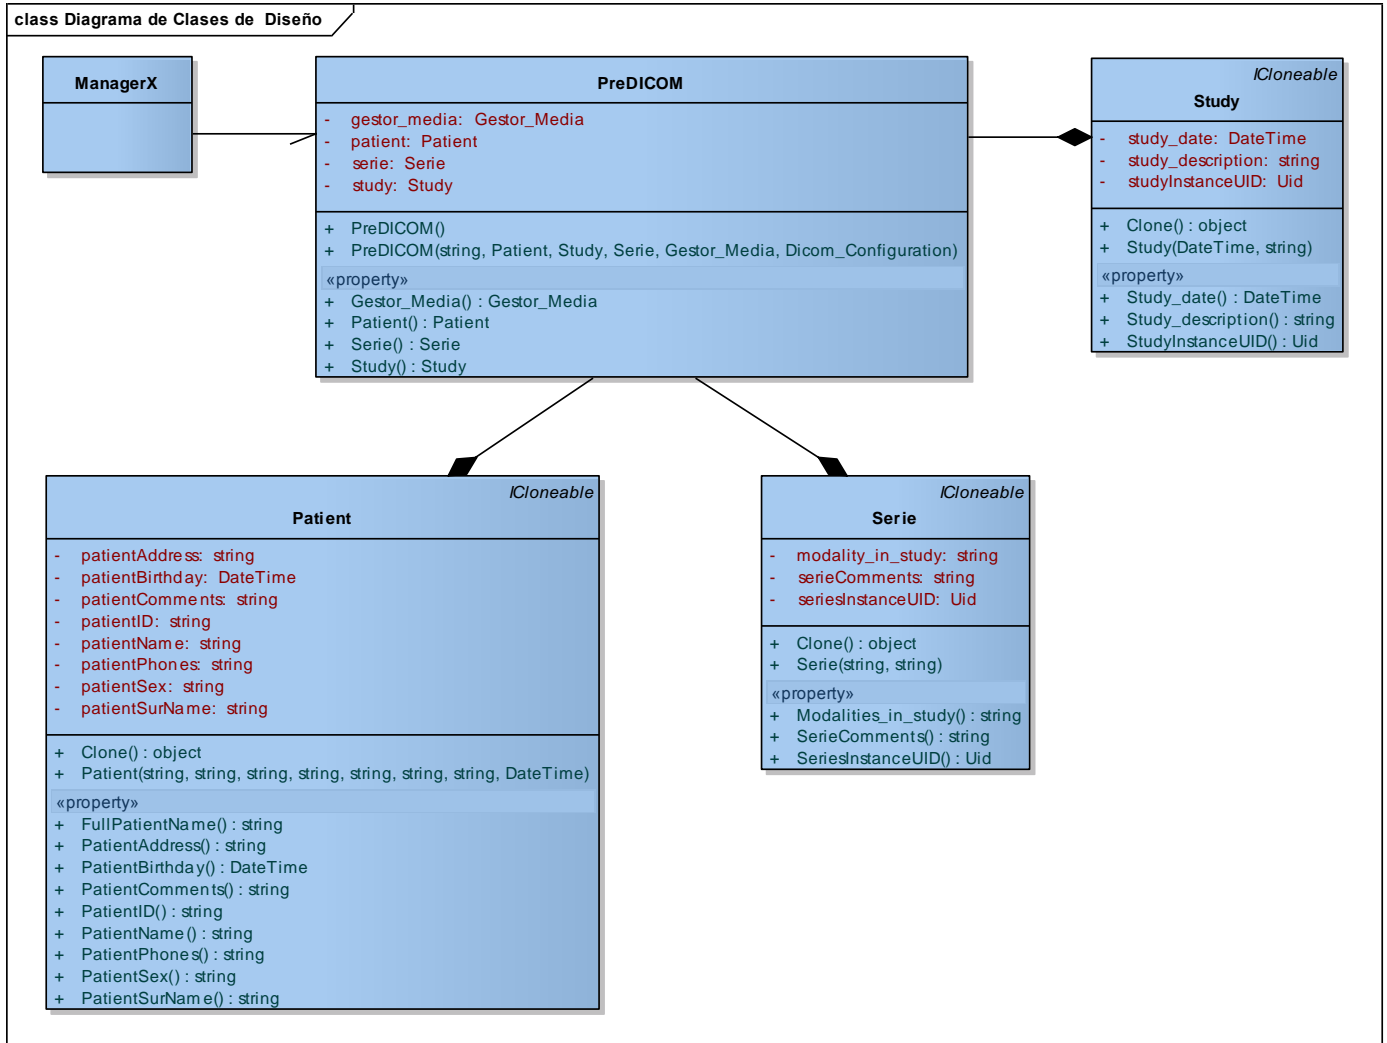 class Diagrama de Clases de Diseño
ManagerX
PreDICOM
- gestor_media: Gestor_Media
- patient: Patient
- serie: Serie
- study: Study
+ PreDICOM()
+ PreDICOM(string, Patient, Study, Serie, Gestor_Media, Dicom_Configuration)
«property»
+ Gestor_Media() : Gestor_Media
+ Patient() : Patient
+ Serie() : Serie
+ Study() : Study
ICloneable
Study
- study_date: DateTime
- study_description: string
- studyInstanceUID: Uid
+ Clone() : object
+ Study(DateTime, string)
«property»
+ Study_date() : DateTime
+ Study_description() : string
+ StudyInstanceUID() : Uid
ICloneable
Patient
- patientAddress: string
- patientBirthday: DateTime
- patientComments: string
- patientID: string
- patientName: string
- patientPhones: string
- patientSex: string
- patientSurName: string
+ Clone() : object
+ Patient(string, string, string, string, string, string, string, DateTime)
«property»
+ FullPatientName() : string
+ PatientAddress() : string
+ PatientBirthday() : DateTime
+ PatientComments() : string
+ PatientID() : string
+ PatientName() : string
+ PatientPhones() : string
+ PatientSex() : string
+ PatientSurName() : string
ICloneable
Serie
- modality_in_study: string
- serieComments: string
- seriesInstanceUID: Uid
+ Clone() : object
+ Serie(string, string)
«property»
+ Modalities_in_study() : string
+ SerieComments() : string
+ SeriesInstanceUID() : Uid